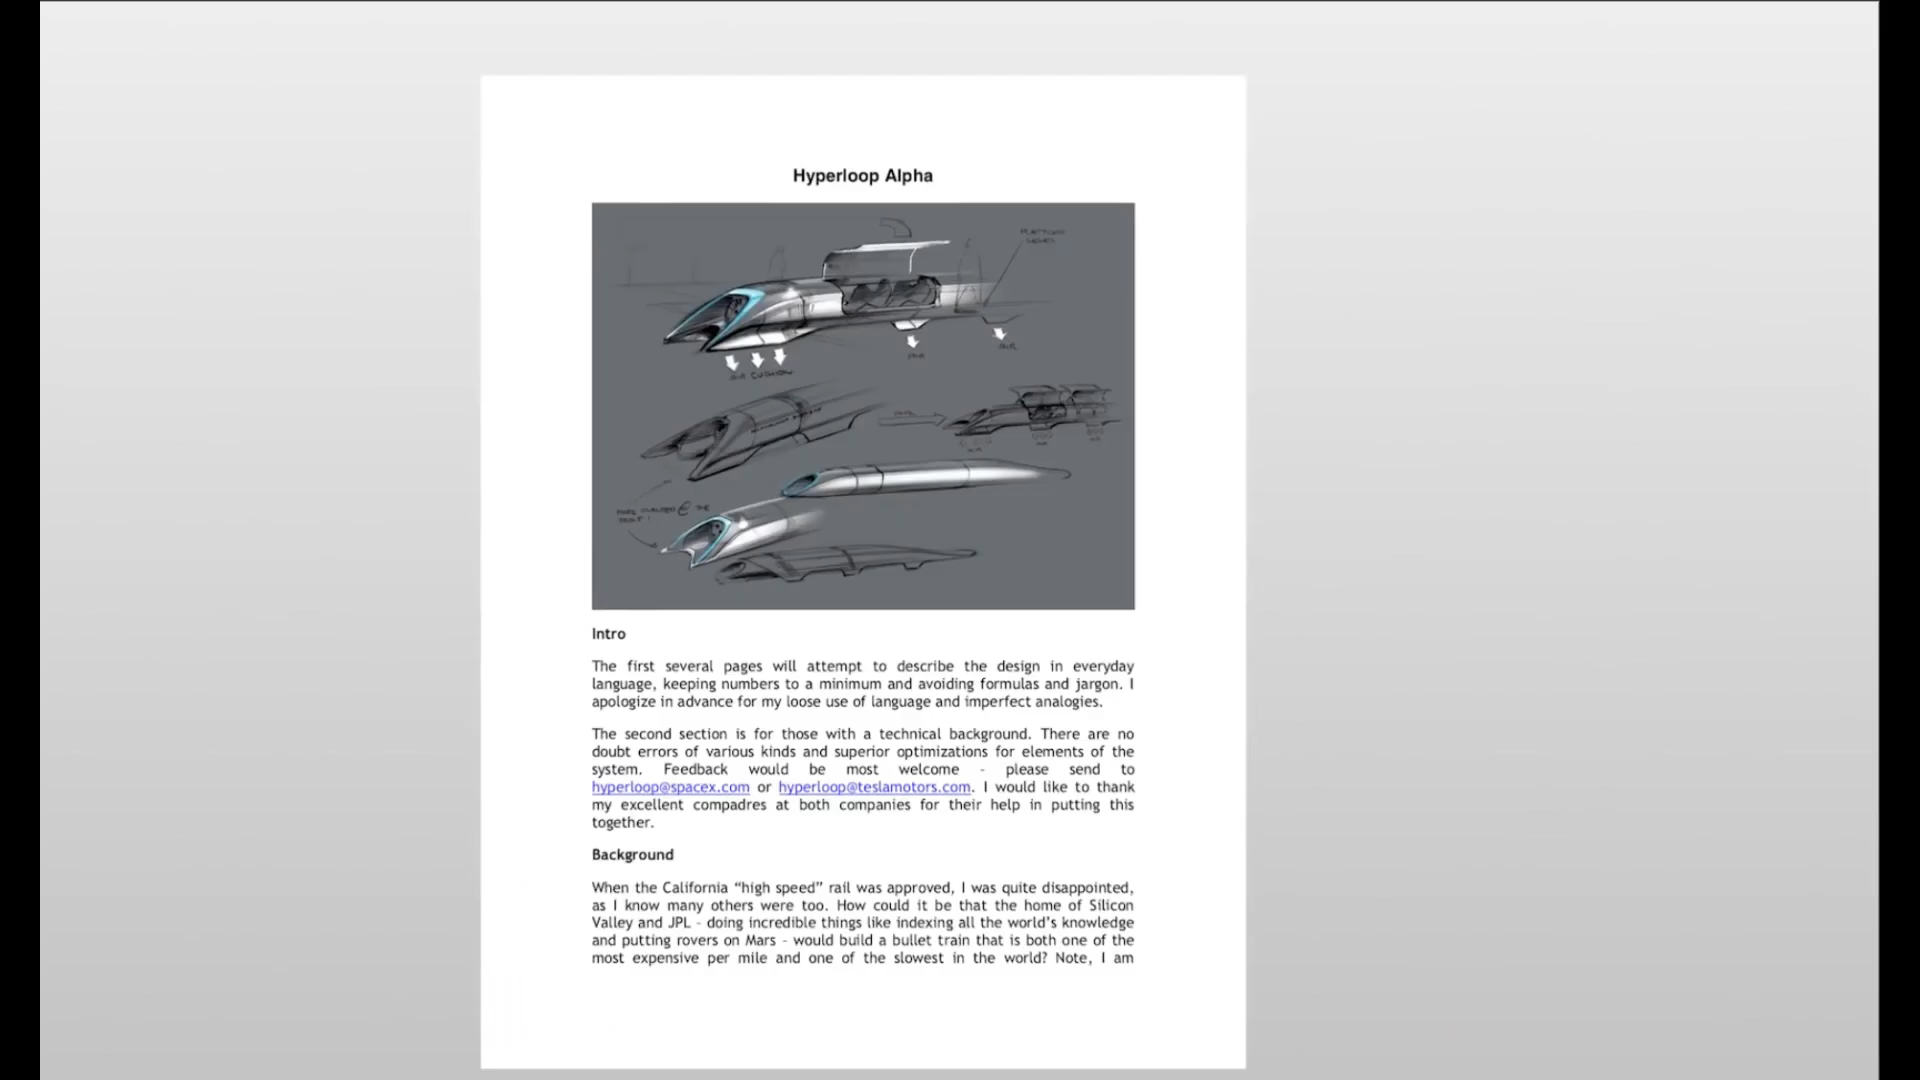 Hyperloop Alpha
AIR CUSHION
AIR
AIR
Intro
The first several pages will attempt to describe the design in everyday
language, keeping numbers to a minimum and avoiding formulas and jargon. I
apologize in advance for my loose use of language and imperfect analogies.
The second section is for those with a technical background. There are no
doubt errors of various kinds and superior optimizations for elements of the
system. Feedback would be most welcome - please send to
hyperloop@spacex.com or hyperloop@teslamotors.com. I would like to thank
my excellent compadres at both companies for their help in putting this
together.
Background
When the California “high speed” rail was approved, I was quite disappointed,
as I know many others were too. How could it be that the home of Silicon
Valley and JPL - doing incredible things like indexing all the world’s knowledge
and putting rovers on Mars - would build a bullet train that is both one of the
most expensive per mile and one of the slowest in the world? Note, I am